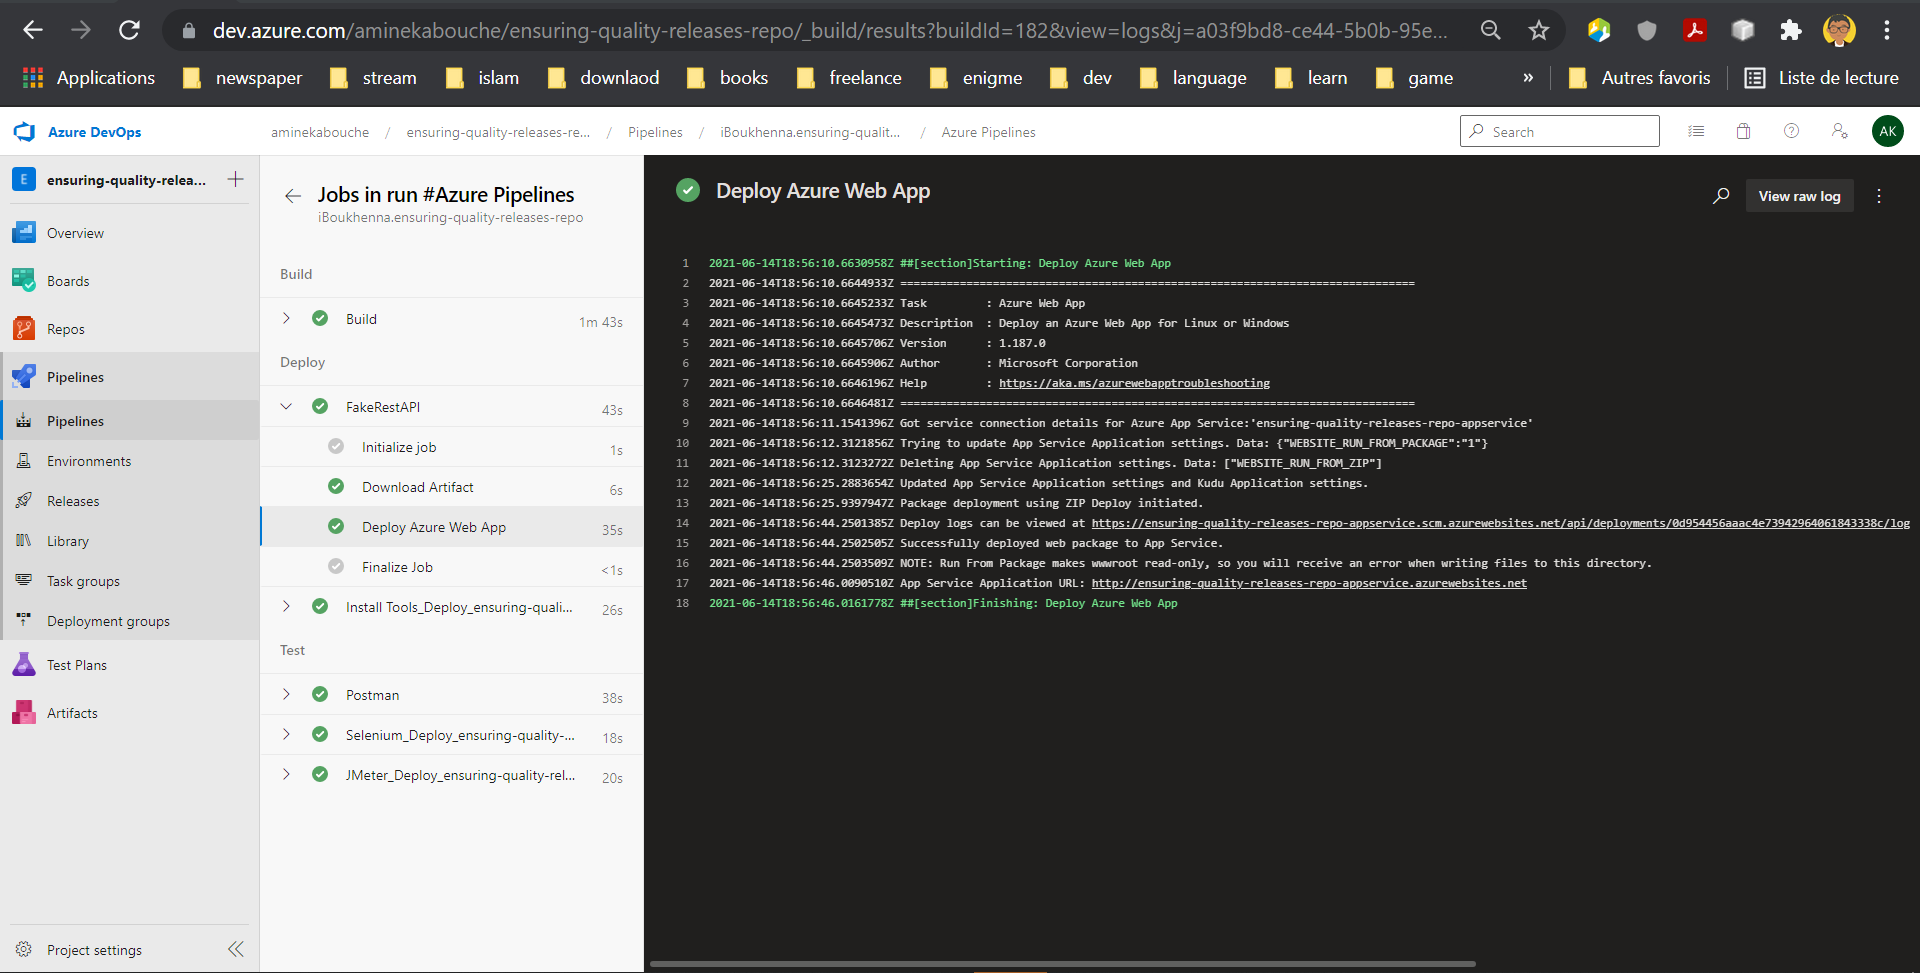 dev.azure.com/aminekabouche/ensuring-quality-releases-repo/_build/results?buildId=182&view=logs&j=a03f9bd8-ce44-5b0b-95e...
Applications newspaper stream islam downlaod books freelance enigme dev language learn game » Autres favoris Liste de lecture
Azure DevOps aminekabouche / ensuring-quality-releases-re... / Pipelines / iBoukhenna.ensuring-qualit... / Azure Pipelines Search AK
E ensuring-quality-relea... +
Overview
Boards
Repos
Pipelines
Pipelines
Environments
Releases
Library
Task groups
Deployment groups
Test Plans
Artifacts
Project settings
Jobs in run #Azure Pipelines
iBoukhenna.ensuring-quality-releases-repo
Build
Build 1m 43s
Deploy
FakeRestAPI 43s
Initialize job 1s
Download Artifact 6s
Deploy Azure Web App 35s
Finalize Job <1s
Install Tools_Deploy_ensuring-quali... 26s
Test
Postman 38s
Selenium_Deploy_ensuring-quality-... 18s
JMeter_Deploy_ensuring-quality-rel... 20s
Deploy Azure Web App
View raw log
1 2021-06-14T18:56:10.6630958Z ##[section]Starting: Deploy Azure Web App
2 2021-06-14T18:56:10.6644933Z ==============================================================================
3 2021-06-14T18:56:10.6645233Z Task         : Azure Web App
4 2021-06-14T18:56:10.6645473Z Description  : Deploy an Azure Web App for Linux or Windows
5 2021-06-14T18:56:10.6645706Z Version      : 1.187.0
6 2021-06-14T18:56:10.6645906Z Author       : Microsoft Corporation
7 2021-06-14T18:56:10.6646196Z Help         : https://aka.ms/azurewebapptroubleshooting
8 2021-06-14T18:56:10.6646481Z ==============================================================================
9 2021-06-14T18:56:11.1541396Z Got service connection details for Azure App Service:'ensuring-quality-releases-repo-appservice'
10 2021-06-14T18:56:12.3121856Z Trying to update App Service Application settings. Data: {"WEBSITE_RUN_FROM_PACKAGE":"1"}
11 2021-06-14T18:56:12.3123272Z Deleting App Service Application settings. Data: ["WEBSITE_RUN_FROM_ZIP"]
12 2021-06-14T18:56:25.2883654Z Updated App Service Application settings and Kudu Application settings.
13 2021-06-14T18:56:25.9397947Z Package deployment using ZIP Deploy initiated.
14 2021-06-14T18:56:44.2501385Z Deploy logs can be viewed at https://ensuring-quality-releases-repo-appservice.scm.azurewebsites.net/api/deployments/0d954456aaac4e73942964061843338c/log
15 2021-06-14T18:56:44.2502505Z Successfully deployed web package to App Service.
16 2021-06-14T18:56:44.2503509Z NOTE: Run From Package makes wwwroot read-only, so you will receive an error when writing files to this directory.
17 2021-06-14T18:56:46.0090510Z App Service Application URL: http://ensuring-quality-releases-repo-appservice.azurewebsites.net
18 2021-06-14T18:56:46.0161778Z ##[section]Finishing: Deploy Azure Web App